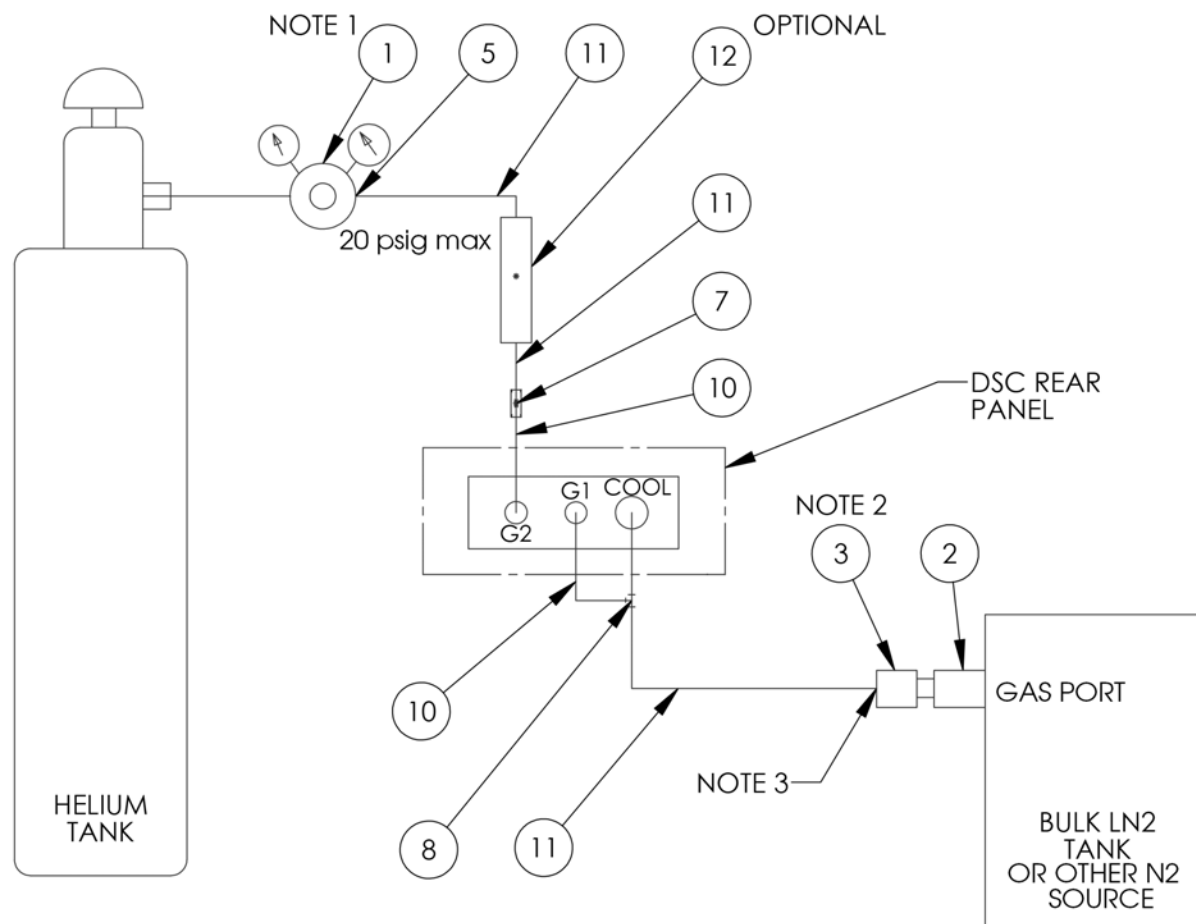 NOTE 1
1
5
11
12
OPTIONAL
20 psig max
11
7
10
DSC REAR
PANEL
G2
G1
COOL
NOTE 2
3
2
10
8
11
NOTE 3
GAS PORT
HELIUM
TANK
BULK LN2
TANK
OR OTHER N2
SOURCE